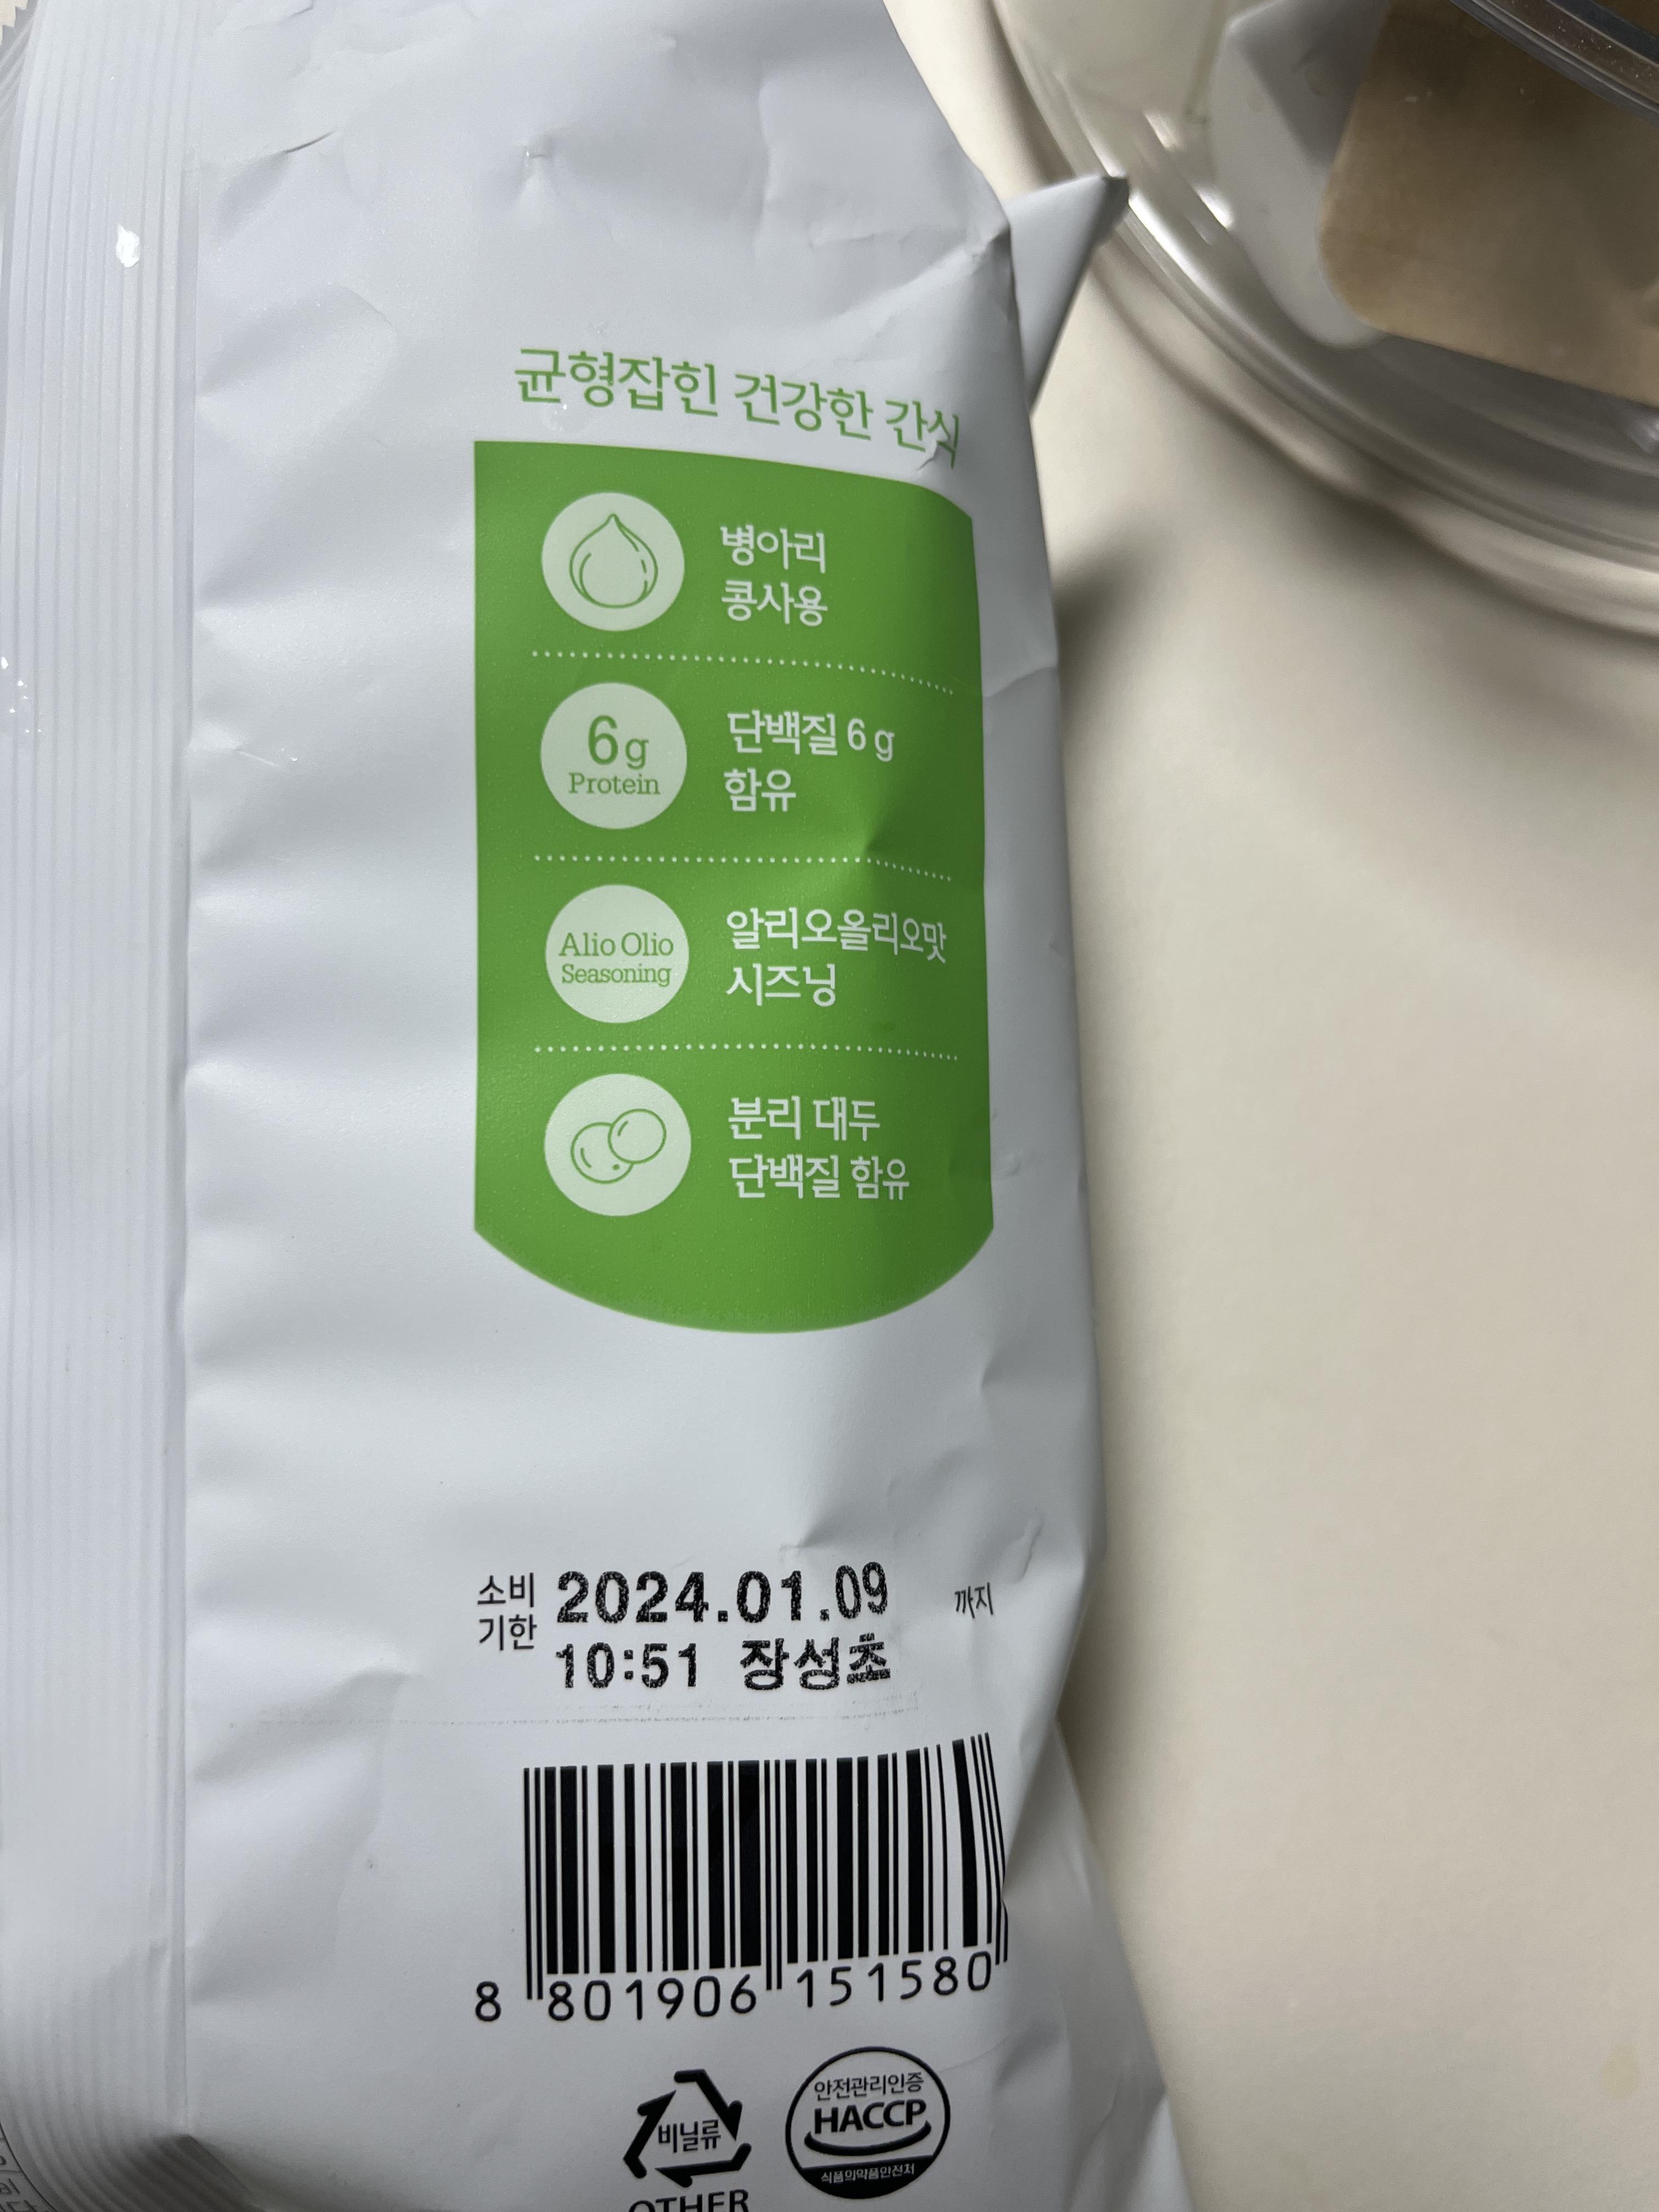 균형잡힌 건강한 간식
병아리
콩사용
6g
Protein
단백질 6g
함유
Alio Olio
Seasoning
알리오올리오맛
시즈닝
분리 대두
단백질 함유
소비
기한
2024.01.09 까지
10:51 장성초
8 801906 151580
비닐류
OTHER
안전관리인증
HACCP
식품의약품안전처